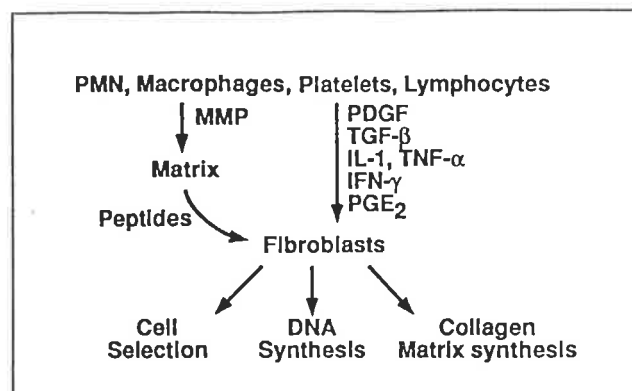 PMN, Macrophages, Platelets, Lymphocytes
MMP
PDGF
TGF-β
IL-1, TNF-α
IFN-γ
PGE2
Matrix
Peptides
Fibroblasts
Cell
Selection
DNA
Synthesis
Collagen
Matrix synthesis